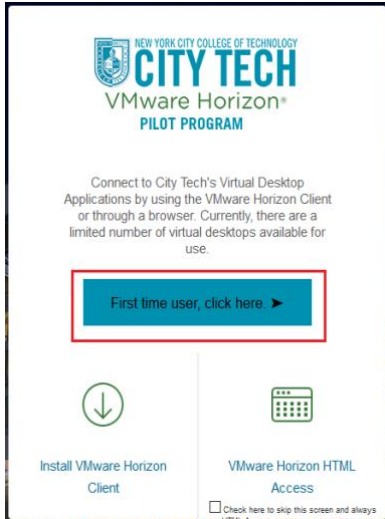 NEW YORK CITY COLLEGE OF TECHNOLOGY
CITY TECH
VMware Horizon®
PILOT PROGRAM
Connect to City Tech's Virtual Desktop
Applications by using the VMware Horizon Client
or through a browser. Currently, there are a
limited number of virtual desktops available for
use.
First time user, click here. ➤
Install VMware Horizon
Client
VMware Horizon HTML
Access
Check here to skip this screen and always